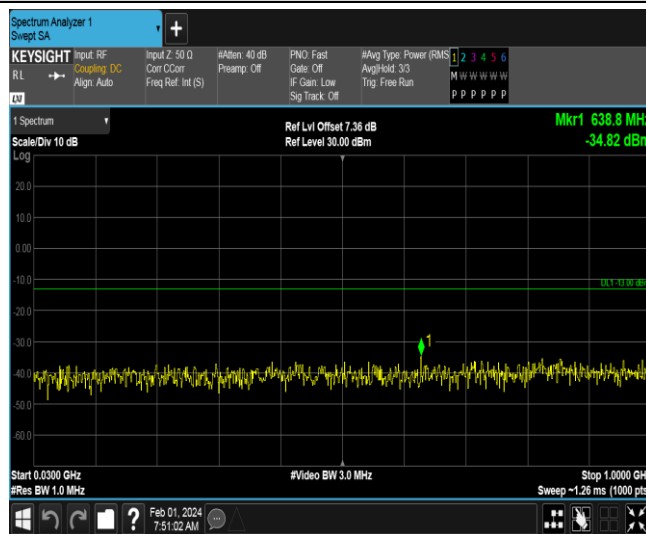 Spectrum Analyzer 1
Swept SA
+
KEYSIGHT
RL
LXI
Input: RF
Coupling: DC
Align: Auto
Input Z: 50 Ω
Corr CCorr
Freq Ref: Int (S)
#Atten: 40 dB
Preamp: Off
PNO: Fast
Gate: Off
IF Gain: Low
Sig Track: Off
#Avg Type: Power (RMS
Avg|Hold: 3/3
Trig: Free Run
1 2 3 4 5 6
M W W W W W
P P P P P P
1 Spectrum
Scale/Div 10 dB
Log
Ref Lvl Offset 7.36 dB
Ref Level 30.00 dBm
Mkr1 638.8 MHz
-34.82 dBm
20.0
10.0
0.00
-10.0
DL1 -13.00 dBm
-20.0
-30.0
1
-40.0
-50.0
-60.0
Start 0.0300 GHz
#Res BW 1.0 MHz
#Video BW 3.0 MHz
Stop 1.0000 GH
Sweep ~1.26 ms (1000 pts
?
Feb 01, 2024
7:51:02 AM